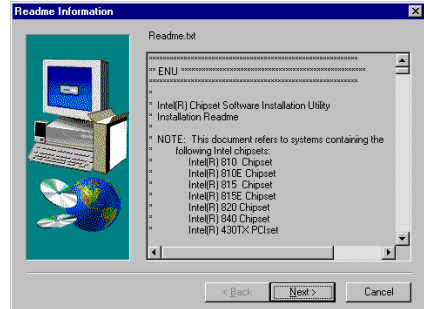 Readme Information
Readme.txt
************************************************************
** ENU ******************************************************
************************************************************
*
* Intel(R) Chipset Software Installation Utility
* Installation Readme
*
* NOTE: This document refers to systems containing the
* following Intel chipsets:
* Intel(R) 810 Chipset
* Intel(R) 810E Chipset
* Intel(R) 815 Chipset
* Intel(R) 815E Chipset
* Intel(R) 820 Chipset
* Intel(R) 840 Chipset
* Intel(R) 430TX PCIset
< Back
Next >
Cancel